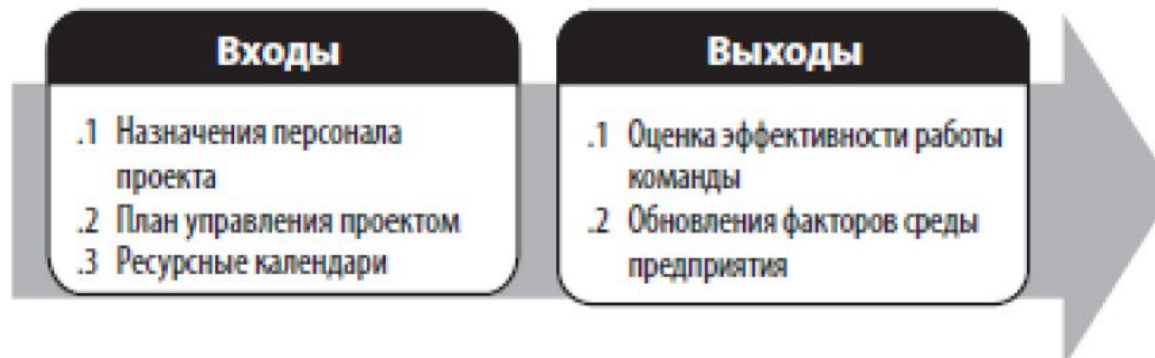 Входы
.1 Назначения персонала
проекта
.2 План управления проектом
.3 Ресурсные календари
Выходы
.1 Оценка эффективности работы
команды
.2 Обновления факторов среды
предприятия